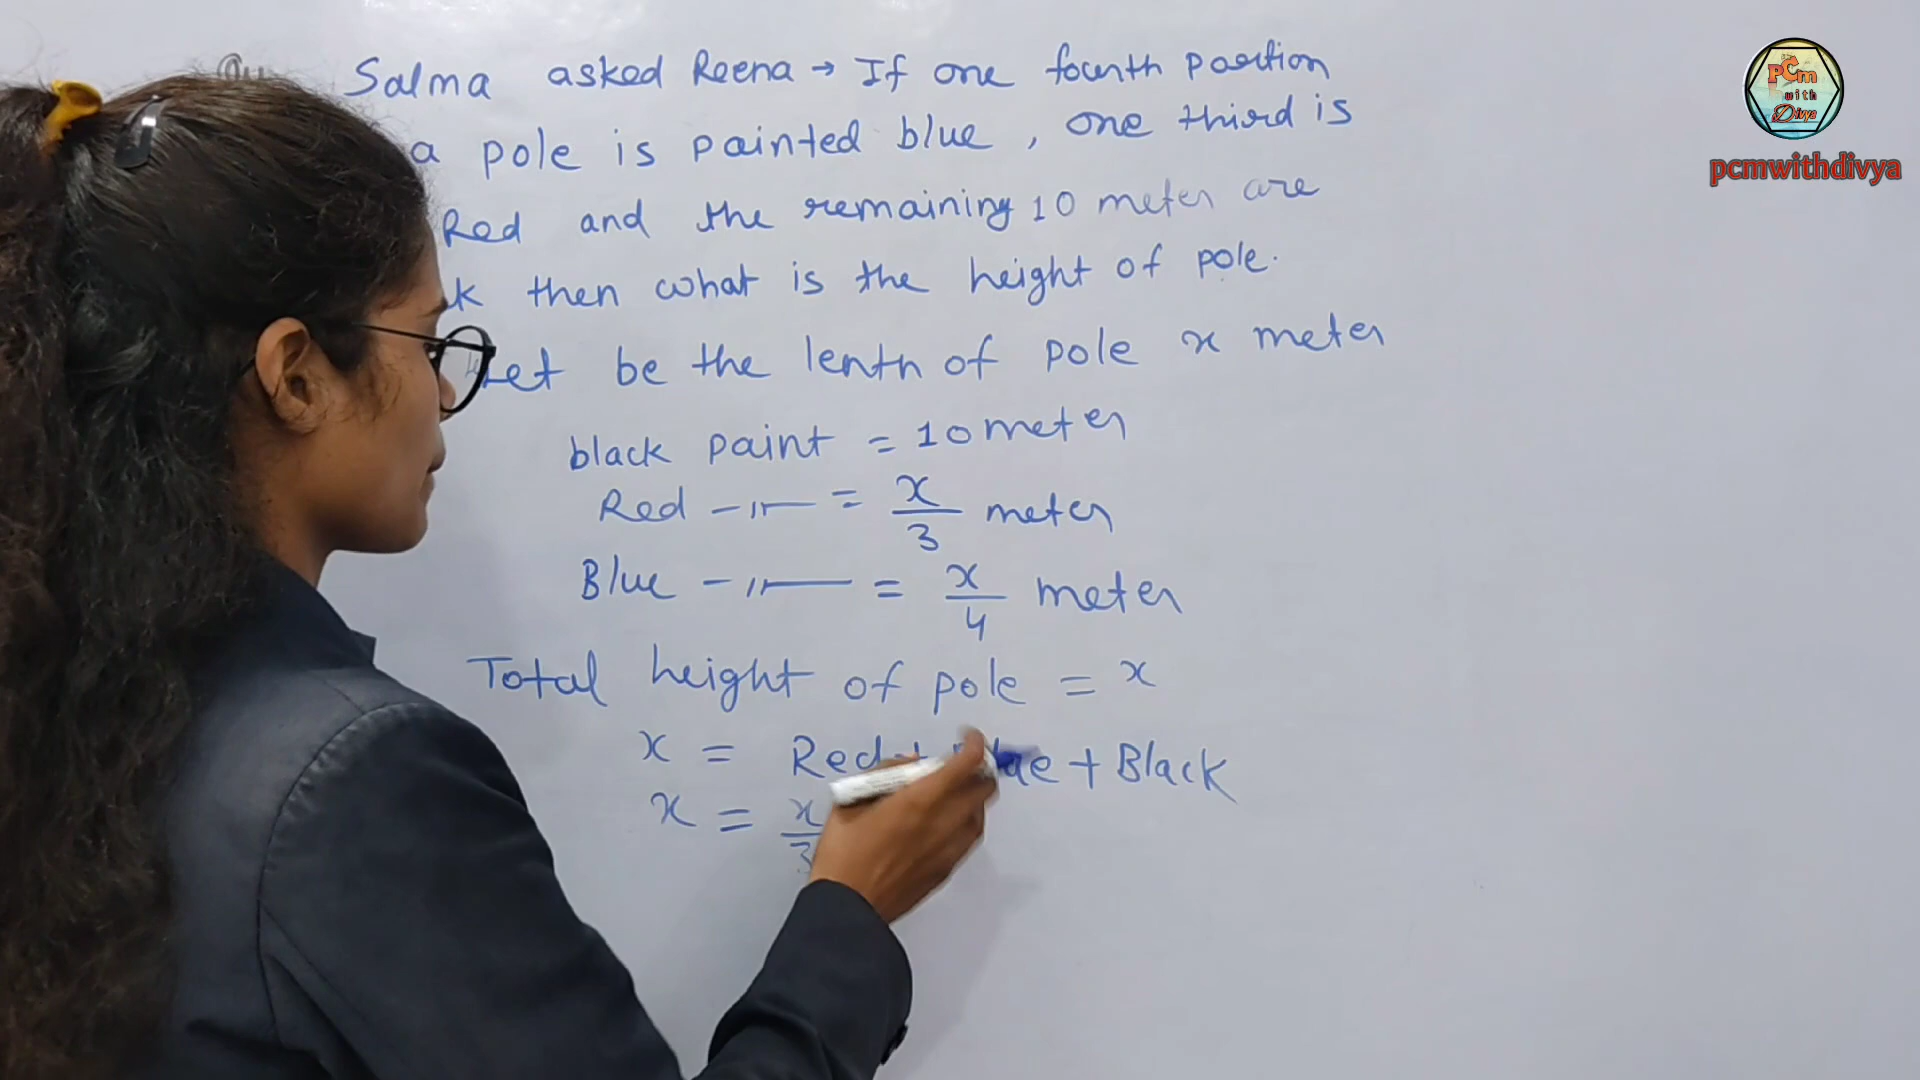 Qu Salma asked Reena → If one fourth portion
a pole is painted blue, one third is
Red and the remaining 10 meter are
k then what is the height of pole.
Let be the lenth of pole x meter
black paint = 10 meter
Red —〃— = x/3 meter
Blue —〃— = x/4 meter
Total height of pole = x
x = Red + Blue + Black
x = x/3
PCm
with
Divya
pcmwithdivya